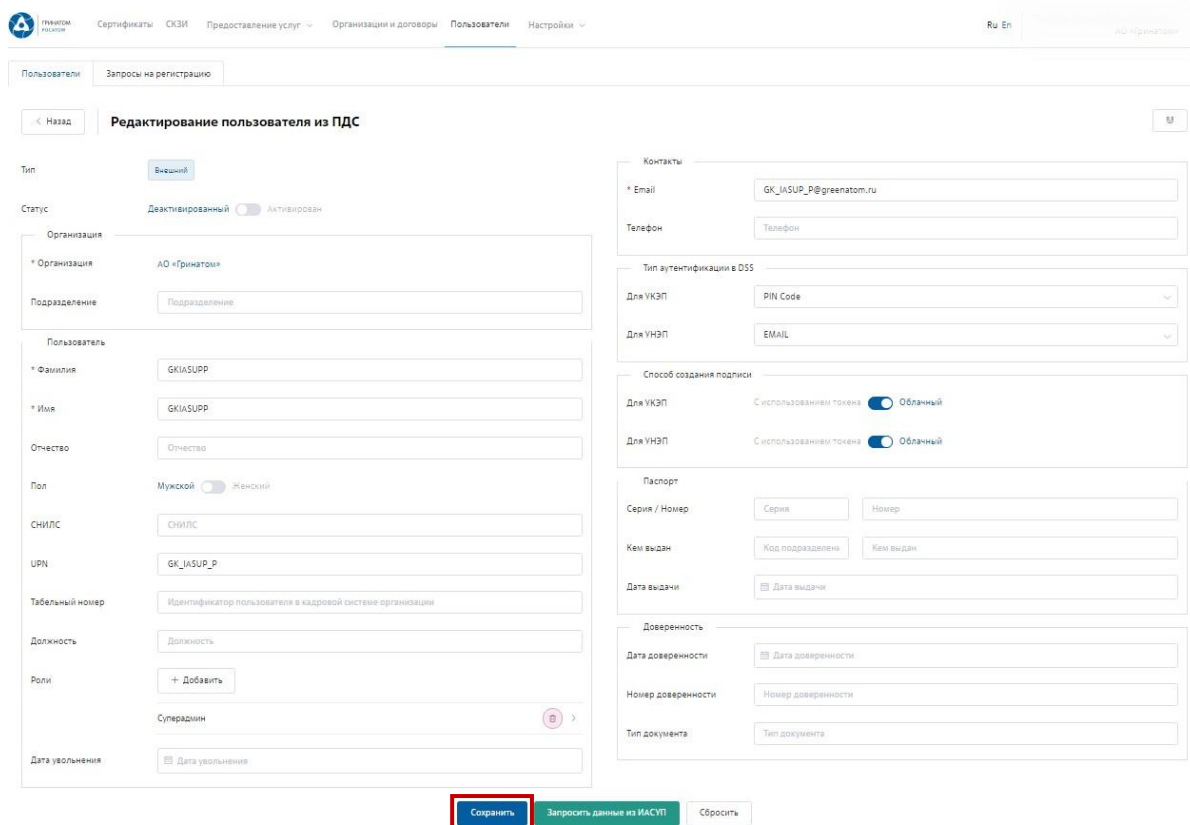 ГРИНАТОМ
РОСАТОМ
Сертификаты СКЗИ Предоставление услуг Организации и договоры Пользователи Настройки
Ru En
АО «Гринатом»
Пользователи Запросы на регистрацию
< Назад Редактирование пользователя из ПДС
Тип Внешний
Статус Деактивированный Активирован
Организация
* Организация АО «Гринатом»
Подразделение Подразделение
Пользователь
* Фамилия GKIASUPP
* Имя GKIASUPP
Отчество Отчество
Пол Мужской Женский
СНИЛС СНИЛС
UPN GK_IASUP_P
Табельный номер Идентификатор пользователя в кадровой системе организации
Должность Должность
Роли + Добавить
Суперадмин
Дата увольнения Дата увольнения
Контакты
* Email GK_IASUP_P@greenatom.ru
Телефон Телефон
Тип аутентификации в DSS
Для УКЭП PIN Code
Для УНЭП EMAIL
Способ создания подписи
Для УКЭП С использованием токена Облачный
Для УНЭП С использованием токена Облачный
Паспорт
Серия / Номер Серия Номер
Кем выдан Код подразделень Кем выдан
Дата выдачи Дата выдачи
Доверенность
Дата доверенности Дата доверенности
Номер доверенности Номер доверенности
Тип документа Тип документа
Сохранить Запросить данные из ИАСУП Сбросить